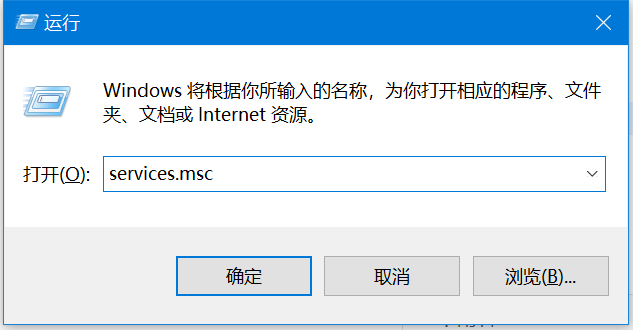 运行
Windows 将根据你所输入的名称，为你打开相应的程序、文件
夹、文档或 Internet 资源。
打开(O): services.msc
确定 取消 浏览(B)...